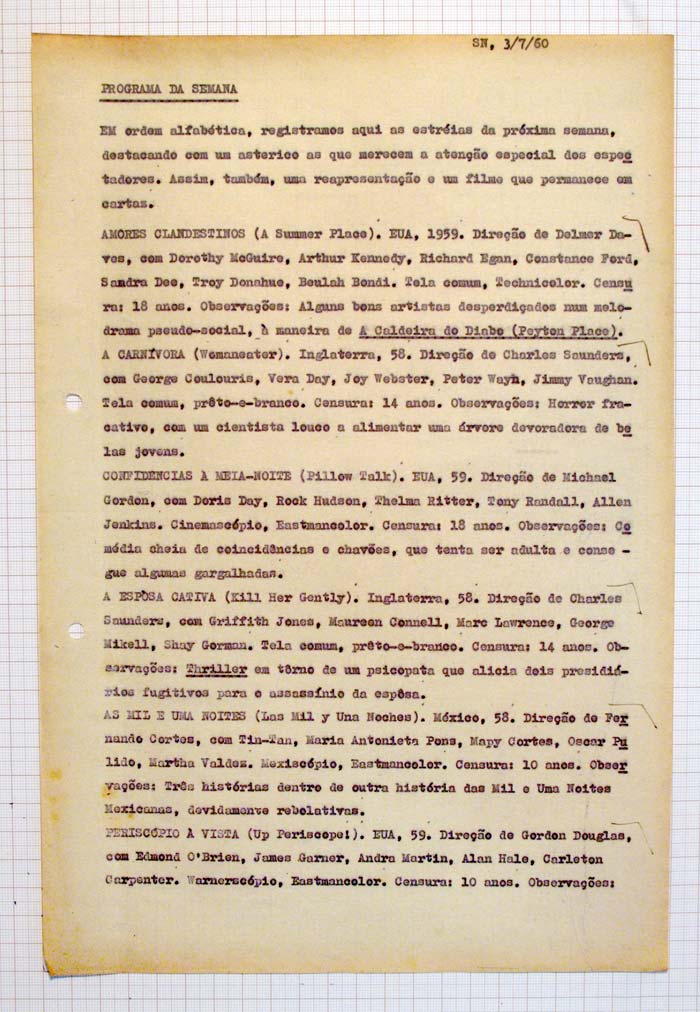 SN, 3/7/60
PROGRAMA DA SEMANA
EM ordem alfabética, registramos aqui as estréias da próxima semana,
destacando com um asterico as que merecem a atenção especial dos espec
tadores. Assim, também, uma reapresentação e um filme que permanece em
cartaz.
AMORES CLANDESTINOS (A Summer Place). EUA, 1959. Direção de Delmer Da-
ves, com Dorothy McGuire, Arthur Kennedy, Richard Egan, Constance Ford,
Sandra Dee, Troy Donahue, Beulah Bondi. Tela comum, Technicolor. Censu
ra: 18 anos. Observações: Alguns bons artistas desperdiçados num melo-
drama pseudo-social, à maneira de A Caldeira do Diabo (Peyton Place).
A CARNÍVORA (Womaneater). Inglaterra, 58. Direção de Charles Saunders,
com George Coulouris, Vera Day, Joy Webster, Peter Wayn, Jimmy Vaughan.
Tela comum, prêto-e-branco. Censura: 14 anos. Observações: Horror fra-
cativo, com um cientista louco a alimentar uma árvore devoradora de be
las jovens.
CONFIDENCIAS À MEIA-NOITE (Pillow Talk). EUA, 59. Direção de Michael
Gordon, com Doris Day, Rock Hudson, Thelma Ritter, Tony Randall, Allen
Jenkins. Cinemascópio, Eastmancolor. Censura: 18 anos. Observações: Co
média cheia de coincidências e chavões, que tenta ser adulta e conse -
gue algumas gargalhadas.
A ESPÔSA CATIVA (Kill Her Gently). Inglaterra, 58. Direção de Charles
Saunders, com Griffith Jones, Maureen Connell, Marc Lawrence, George
Mikell, Shay Gorman. Tela comum, prêto-e-branco. Censura: 14 anos. Ob-
servações: Thriller em tôrno de um psicopata que alicia dois presidiá-
rios fugitivos para o assassínio da espôsa.
AS MIL E UMA NOITES (Las Mil y Una Noches). México, 58. Direção de Fer
nando Cortes, com Tin-Tan, Maria Antonieta Pons, Mapy Cortes, Oscar Pu
lido, Martha Valdez. Mexiscópio, Eastmancolor. Censura: 10 anos. Obser
vações: Três histórias dentro de outra história das Mil e Uma Noites
Mexicanas, devidamente rebolativas.
PERISCÓPIO À VISTA (Up Periscope!). EUA, 59. Direção de Gordon Douglas,
com Edmond O'Brien, James Garner, Andra Martin, Alan Hale, Carleton
Carpenter. Warnerscópio, Eastmancolor. Censura: 10 anos. Observações: